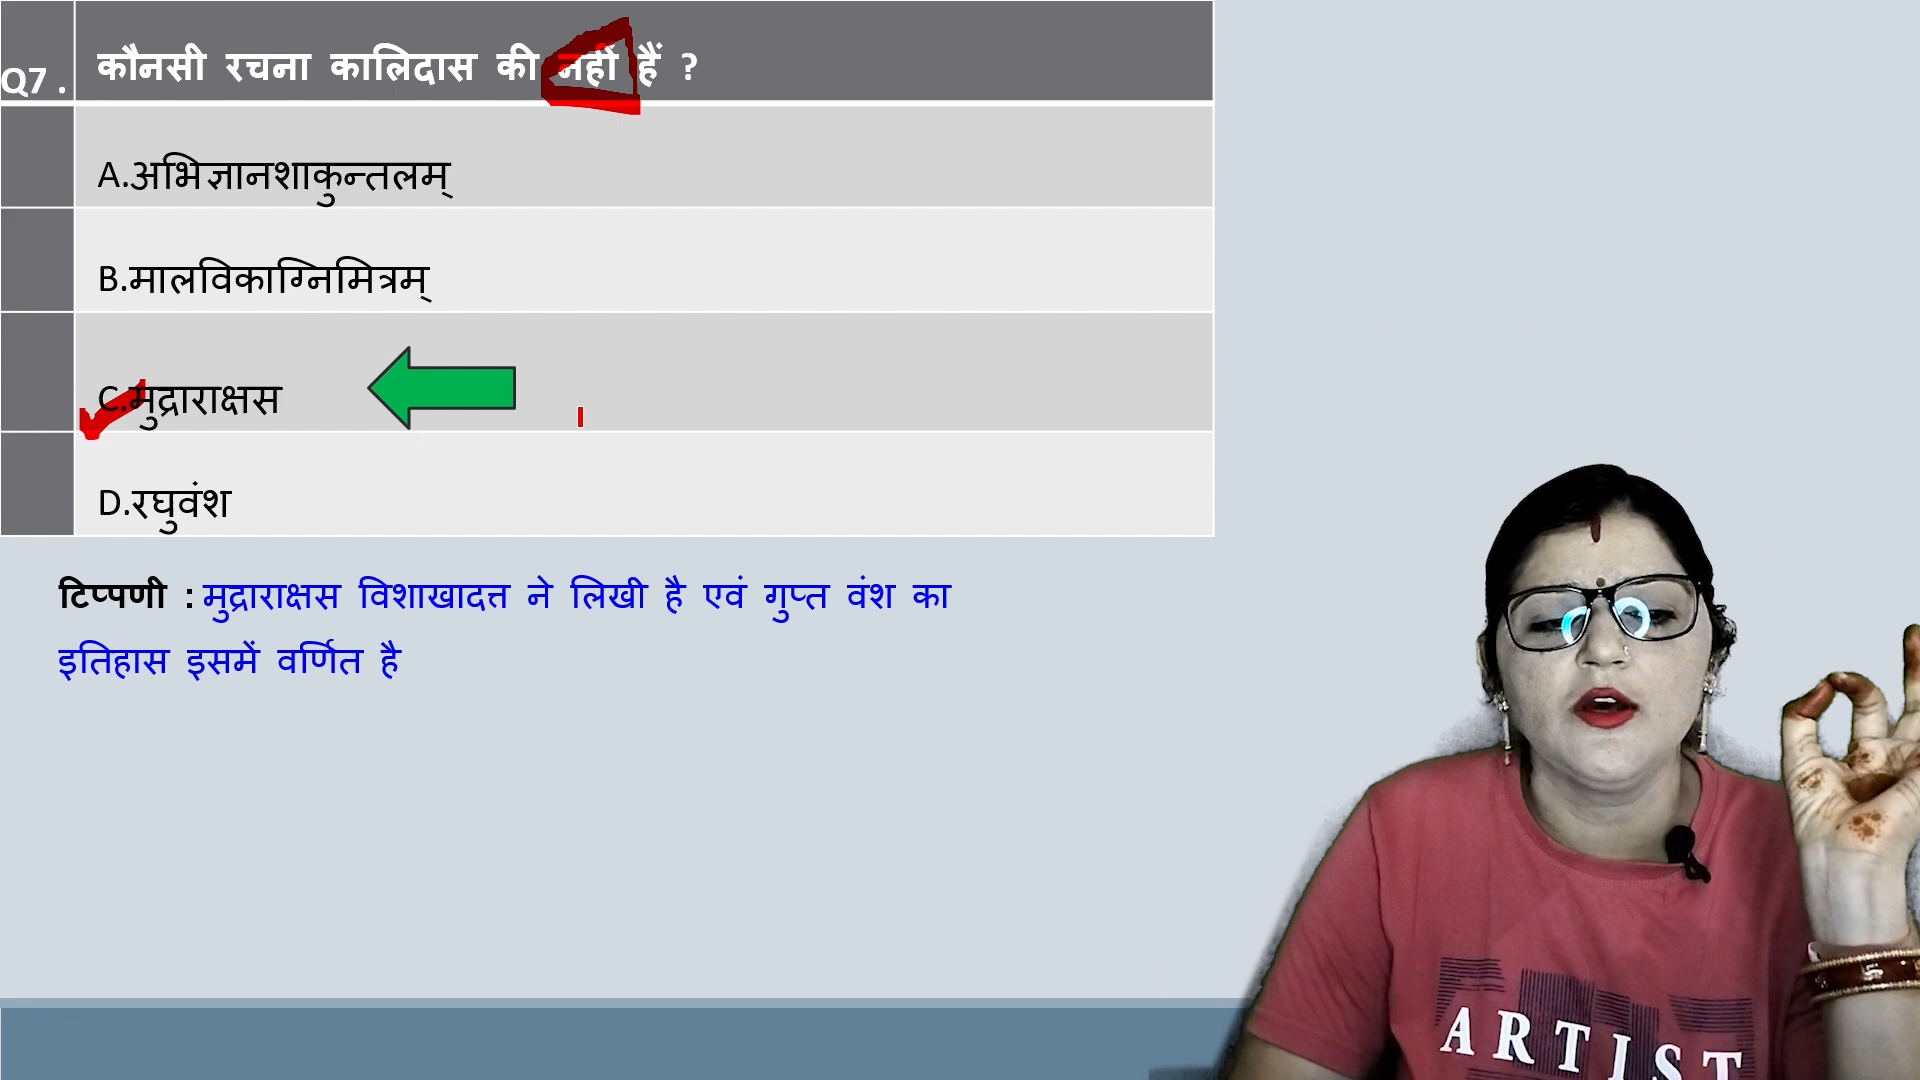 Q7 . कौनसी रचना कालिदास की नहीं हैं ?
A.अभिज्ञानशाकुन्तलम्
B.मालविकाग्निमित्रम्
C.मुद्राराक्षस
D.रघुवंश
टिप्पणी : मुद्राराक्षस विशाखादत्त ने लिखी है एवं गुप्त वंश का
इतिहास इसमें वर्णित है
ARTIST